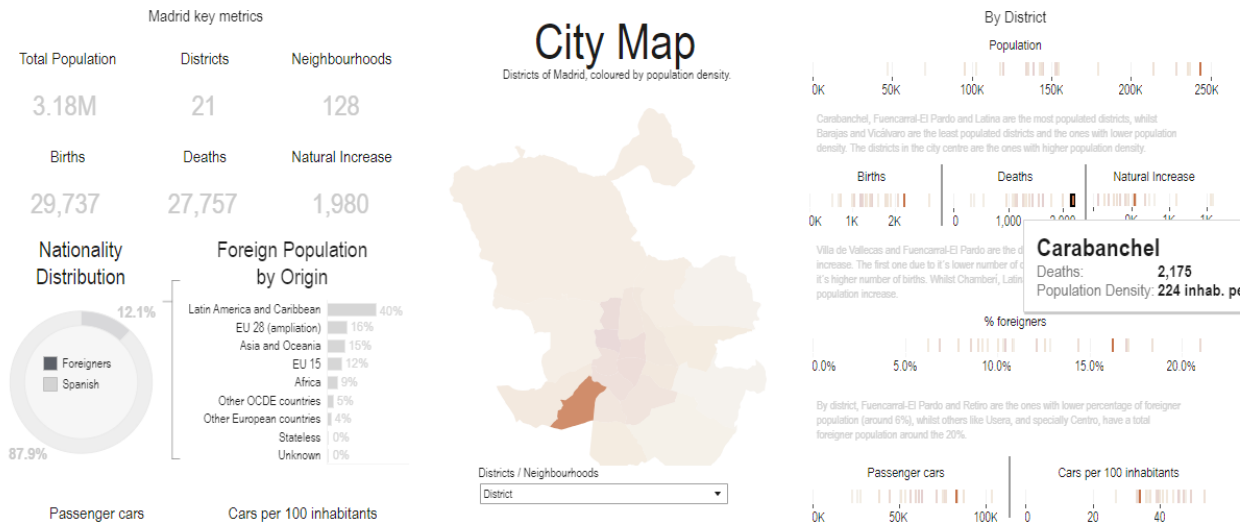 Madrid key metrics
Total Population
Districts
Neighbourhoods
3.18M
21
128
Births
Deaths
Natural Increase
29,737
27,757
1,980
Nationality
Distribution
12.1%
Foreigners
Spanish
87.9%
Foreign Population
by Origin
Latin America and Caribbean 40%
EU 28 (ampliation) 16%
Asia and Oceania 15%
EU 15 12%
Africa 9%
Other OCDE countries 5%
Other European countries 4%
Stateless 0%
Unknown 0%
Passenger cars
Cars per 100 inhabitants
City Map
Districts of Madrid, coloured by population density.
Districts / Neighbourhoods
District
By District
Population
0K 50K 100K 150K 200K 250K
Carabanchel, Fuencarral-El Pardo and Latina are the most populated districts, whilst
Barajas and Vicálvaro are the least populated districts and the ones with lower population
density. The districts in the city centre are the ones with higher population density.
Births
0K 1K 2K
Deaths
0 1,000
Natural Increase
0K 1K 1K
Villa de Vallecas and Fuencarral-El Pardo are the
increase. The first one due to it's lower number of
it's higher number of births. Whilst Chamberí,
population increase.
Carabanchel
Deaths: 2,175
Population Density: 224 inhab.
% foreigners
0.0% 5.0% 10.0% 15.0% 20.0%
By district, Fuencarral-El Pardo and Retiro are the ones with lower percentage of foreigner
population (around 6%), whilst others like Usera, and specially Centro, have a total
foreigner population around the 20%.
Passenger cars
0K 50K 100K
Cars per 100 inhabitants
0 20 40